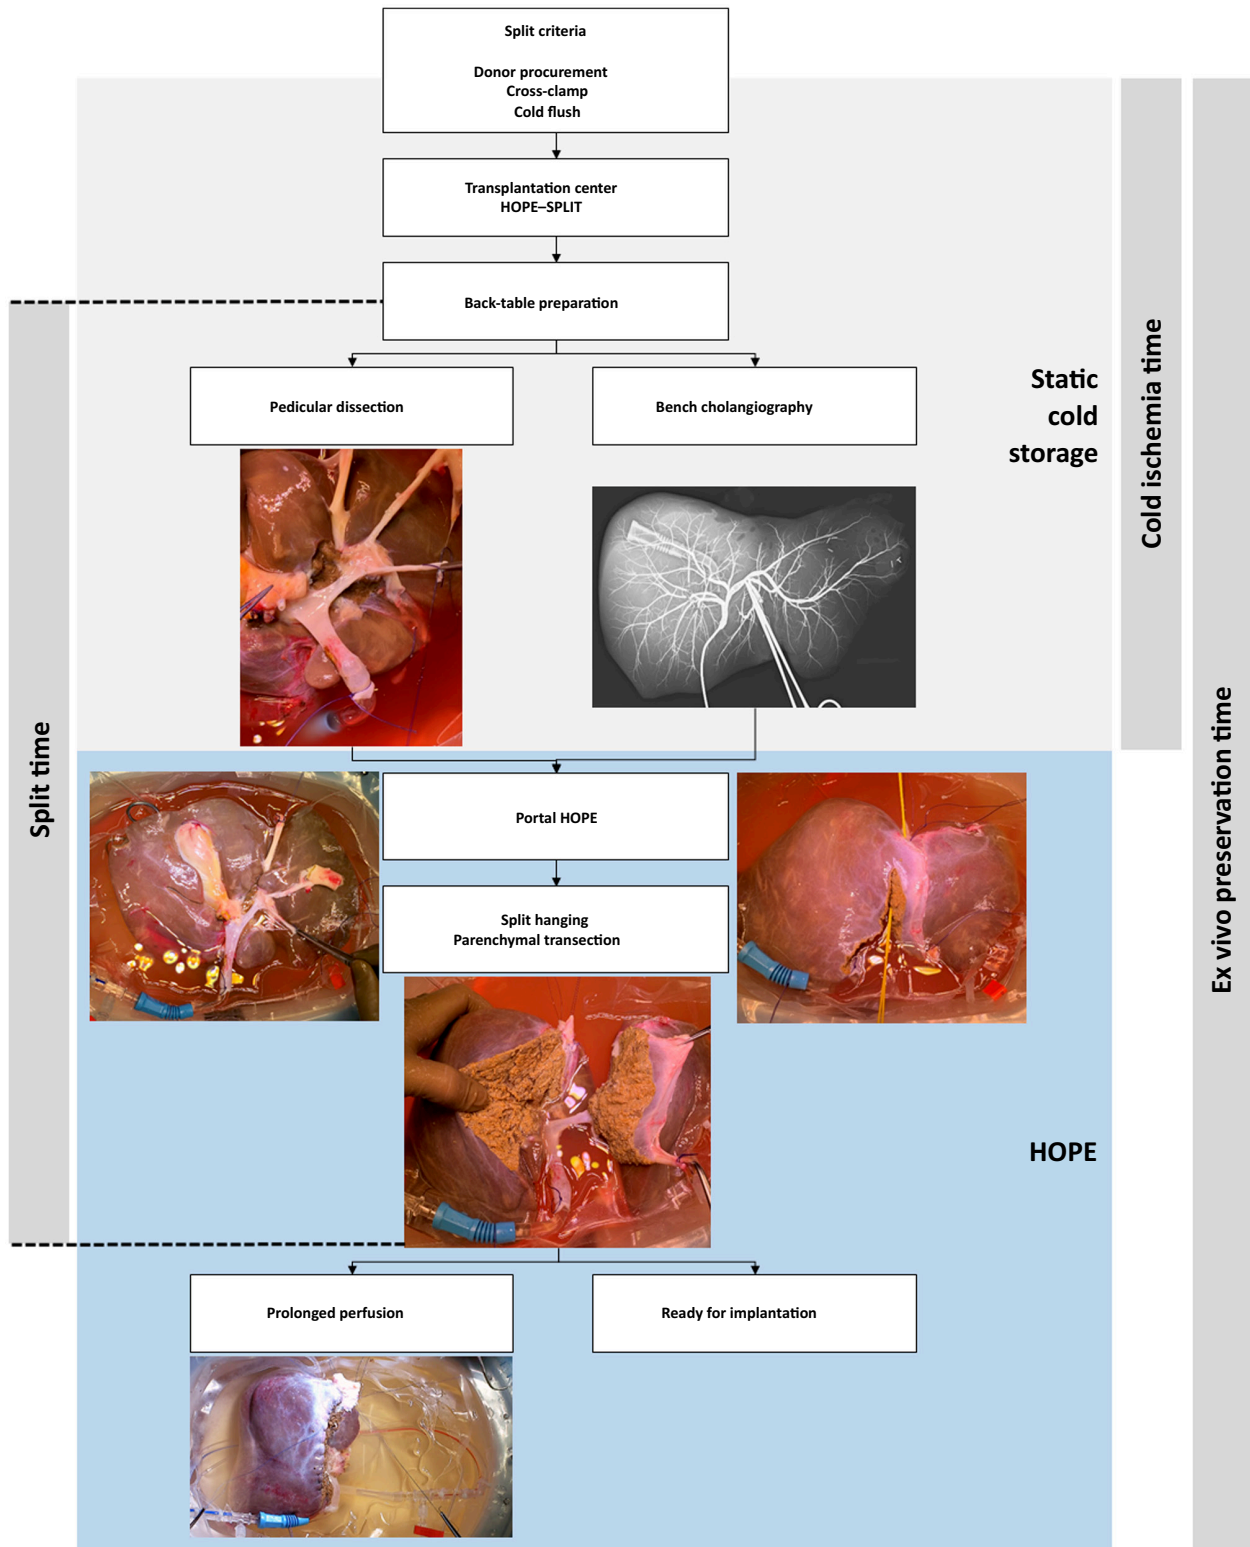 Split criteria
Donor procurement
Cross-clamp
Cold flush
Transplantation center
HOPE–SPLIT
Back-table preparation
Pedicular dissection
Bench cholangiography
Static
cold
storage
Cold ischemia time
Portal HOPE
Split hanging
Parenchymal transection
Split time
Ex vivo preservation time
HOPE
Prolonged perfusion
Ready for implantation